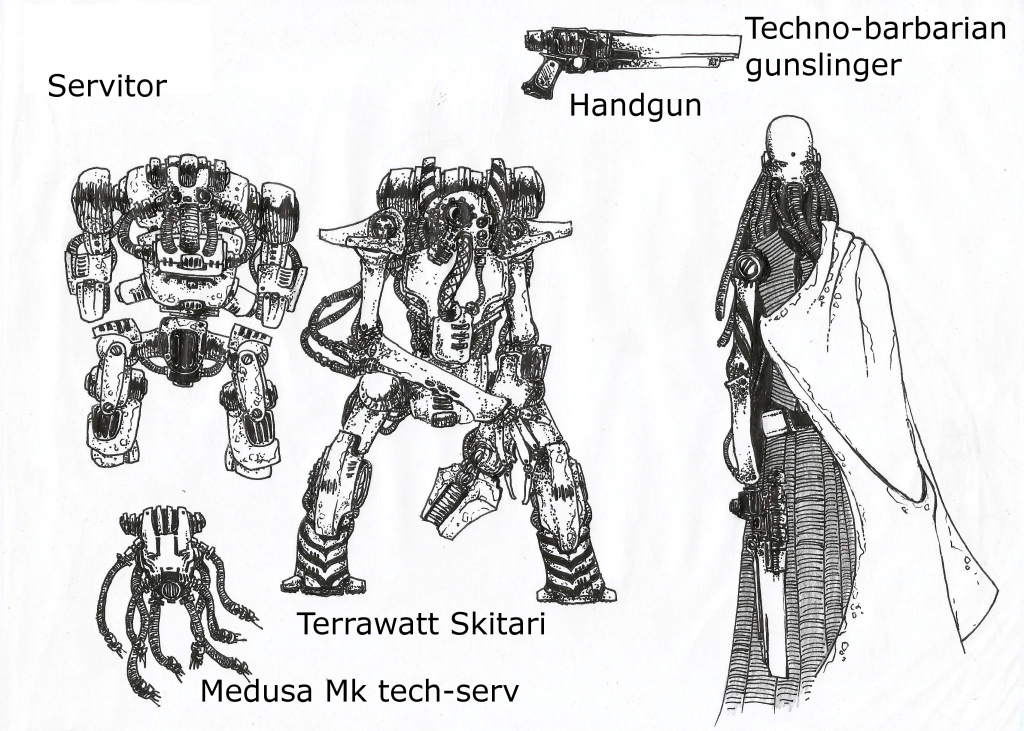 Techno-barbarian
gunslinger
Servitor
Handgun
Terrawatt Skitari
Medusa Mk tech-serv